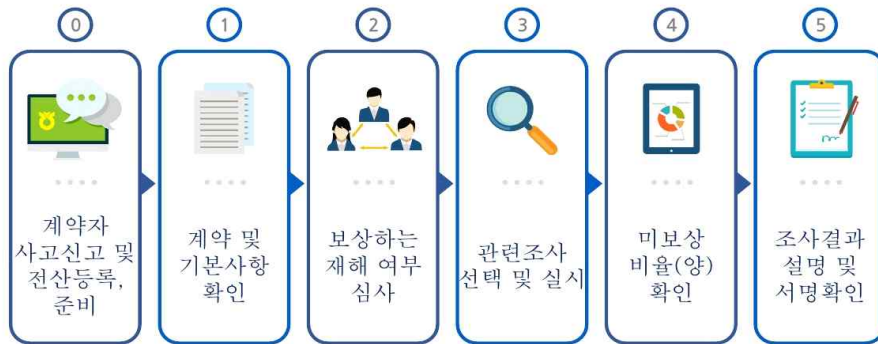 0
1
2
3
4
5
계약자
사고신고 및
전산등록,
준비
계약 및
기본사항
확인
보상하는
재해 여부
심사
관련조사
선택 및 실시
미보상
비율(양)
확인
조사결과
설명 및
서명확인